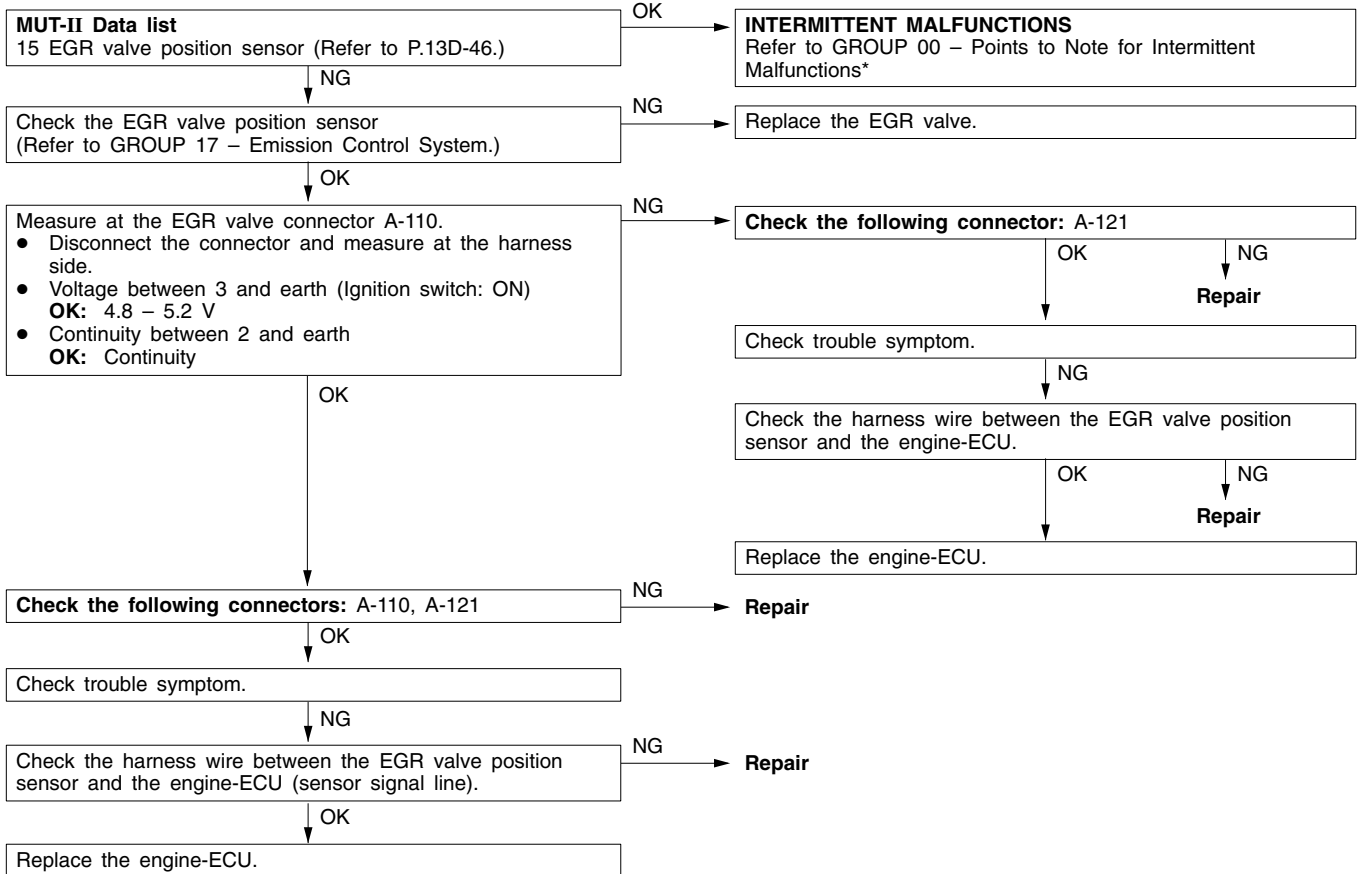 MUT-II Data list
15 EGR valve position sensor (Refer to P.13D-46.)
OK
INTERMITTENT MALFUNCTIONS
Refer to GROUP 00 – Points to Note for Intermittent
Malfunctions*
NG
Check the EGR valve position sensor
(Refer to GROUP 17 – Emission Control System.)
NG
Replace the EGR valve.
OK
Measure at the EGR valve connector A-110.
● Disconnect the connector and measure at the harness
side.
● Voltage between 3 and earth (Ignition switch: ON)
OK: 4.8 – 5.2 V
● Continuity between 2 and earth
OK: Continuity
NG
Check the following connector: A-121
OK
NG
Repair
Check trouble symptom.
NG
Check the harness wire between the EGR valve position
sensor and the engine-ECU.
OK
NG
Repair
Replace the engine-ECU.
OK
Check the following connectors: A-110, A-121
NG
Repair
OK
Check trouble symptom.
NG
Check the harness wire between the EGR valve position
sensor and the engine-ECU (sensor signal line).
NG
Repair
OK
Replace the engine-ECU.